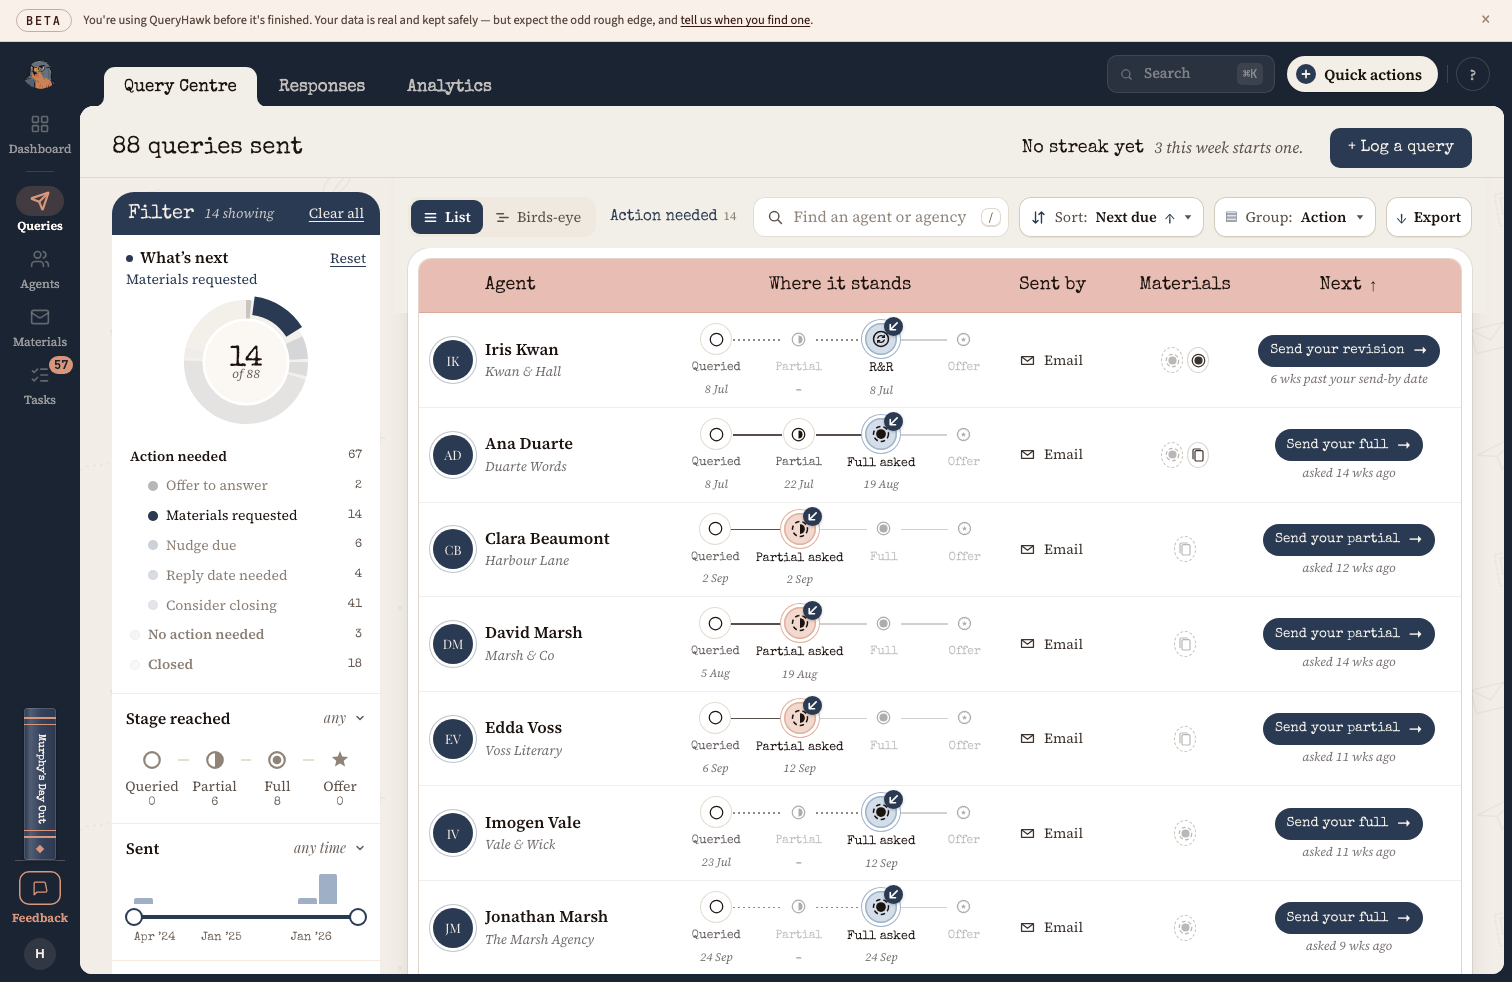 BETA You're using QueryHawk before it's finished. Your data is real and kept safely — but expect the odd rough edge, and tell us when you find one. ×
Query Centre Responses Analytics Search ⌘K + Quick actions ?
Dashboard
Queries
Agents
Materials
57
Tasks
Murphy's Day Out
Feedback
H
88 queries sent No streak yet 3 this week starts one. + Log a query
Filter 14 showing Clear all
What's next Reset
Materials requested
14
of 88
Action needed 67
Offer to answer 2
Materials requested 14
Nudge due 6
Reply date needed 4
Consider closing 41
No action needed 3
Closed 18
Stage reached any
Queried Partial Full Offer
0 6 8 0
Sent any time
Apr '24 Jan '25 Jan '26
List Birds-eye Action needed 14 Find an agent or agency / Sort: Next due ↑ Group: Action ↓ Export
Agent Where it stands Sent by Materials Next ↑
IK Iris Kwan
Kwan & Hall
Queried Partial R&R Offer
8 Jul – 8 Jul
Email
Send your revision →
6 wks past your send-by date
AD Ana Duarte
Duarte Words
Queried Partial Full asked Offer
8 Jul 22 Jul 19 Aug
Email
Send your full →
asked 14 wks ago
CB Clara Beaumont
Harbour Lane
Queried Partial asked Full Offer
2 Sep 2 Sep
Email
Send your partial →
asked 12 wks ago
DM David Marsh
Marsh & Co
Queried Partial asked Full Offer
5 Aug 19 Aug
Email
Send your partial →
asked 14 wks ago
EV Edda Voss
Voss Literary
Queried Partial asked Full Offer
6 Sep 12 Sep
Email
Send your partial →
asked 11 wks ago
IV Imogen Vale
Vale & Wick
Queried Partial Full asked Offer
23 Jul – 12 Sep
Email
Send your full →
asked 11 wks ago
JM Jonathan Marsh
The Marsh Agency
Queried Partial Full asked Offer
24 Sep – 24 Sep
Email
Send your full →
asked 9 wks ago